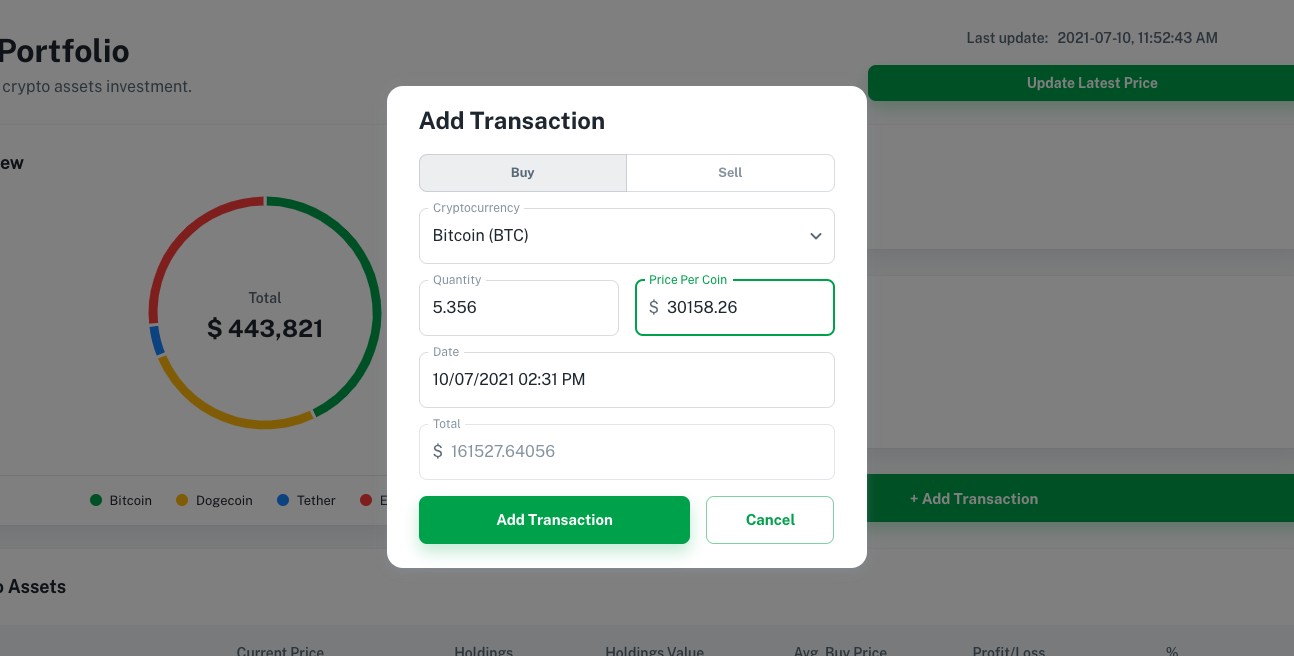 Portfolio
crypto assets investment.
Last update: 2021-07-10, 11:52:43 AM
Update Latest Price
ew
Total
$ 443,821
Bitcoin Dogecoin Tether E
Add Transaction
Buy Sell
Cryptocurrency
Bitcoin (BTC)
Quantity
5.356
Price Per Coin
$ 30158.26
Date
10/07/2021 02:31 PM
Total
$ 161527.64056
Add Transaction Cancel
+ Add Transaction
o Assets
Current Price Holdings Holdings Value Avg. Buy Price Profit/Loss %